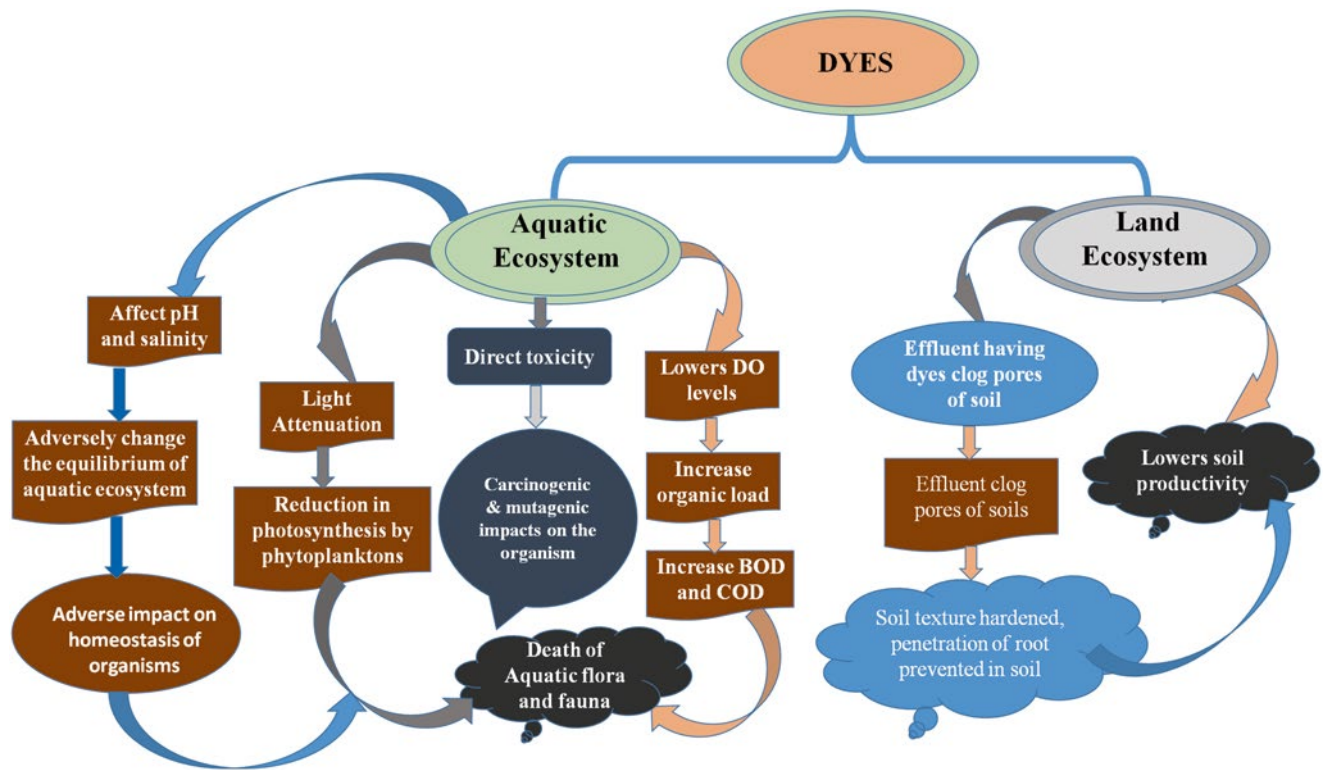 DYES
Aquatic
Ecosystem
Land
Ecosystem
Affect pH
and salinity
Adversely change
the equilibrium of
aquatic ecosystem
Adverse impact on
homeostasis of
organisms
Light
Attenuation
Reduction in
photosynthesis by
phytoplanktons
Direct toxicity
Carcinogenic
& mutagenic
impacts on the
organism
Lowers DO
levels
Increase
organic load
Increase BOD
and COD
Death of
Aquatic flora
and fauna
Effluent having
dyes clog pores
of soil
Effluent clog
pores of soils
Soil texture hardened,
penetration of root
prevented in soil
Lowers soil
productivity